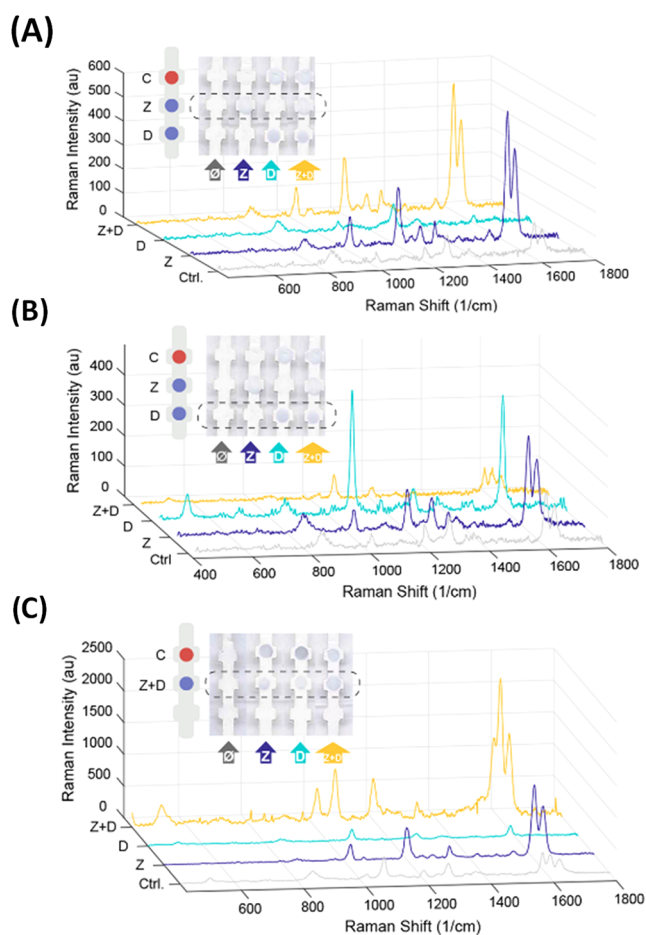 (A)
Raman Intensity (au)
600
500
400
300
200
100
0
C
Z
D
Ø Z D Z+D
Z+D
D
Z
Ctrl.
600 800 1000 1200 1400 1600 1800
Raman Shift (1/cm)
(B)
Raman Intensity (au)
400
300
200
100
0
C
Z
D
Ø Z D Z+D
Z+D
D
Z
Ctrl
400 600 800 1000 1200 1400 1600 1800
Raman Shift (1/cm)
(C)
Raman Intensity (au)
2500
2000
1500
1000
500
0
C
Z+D
Ø Z D Z+D
Z+D
D
Z
Ctrl.
600 800 1000 1200 1400 1600 1800
Raman Shift (1/cm)